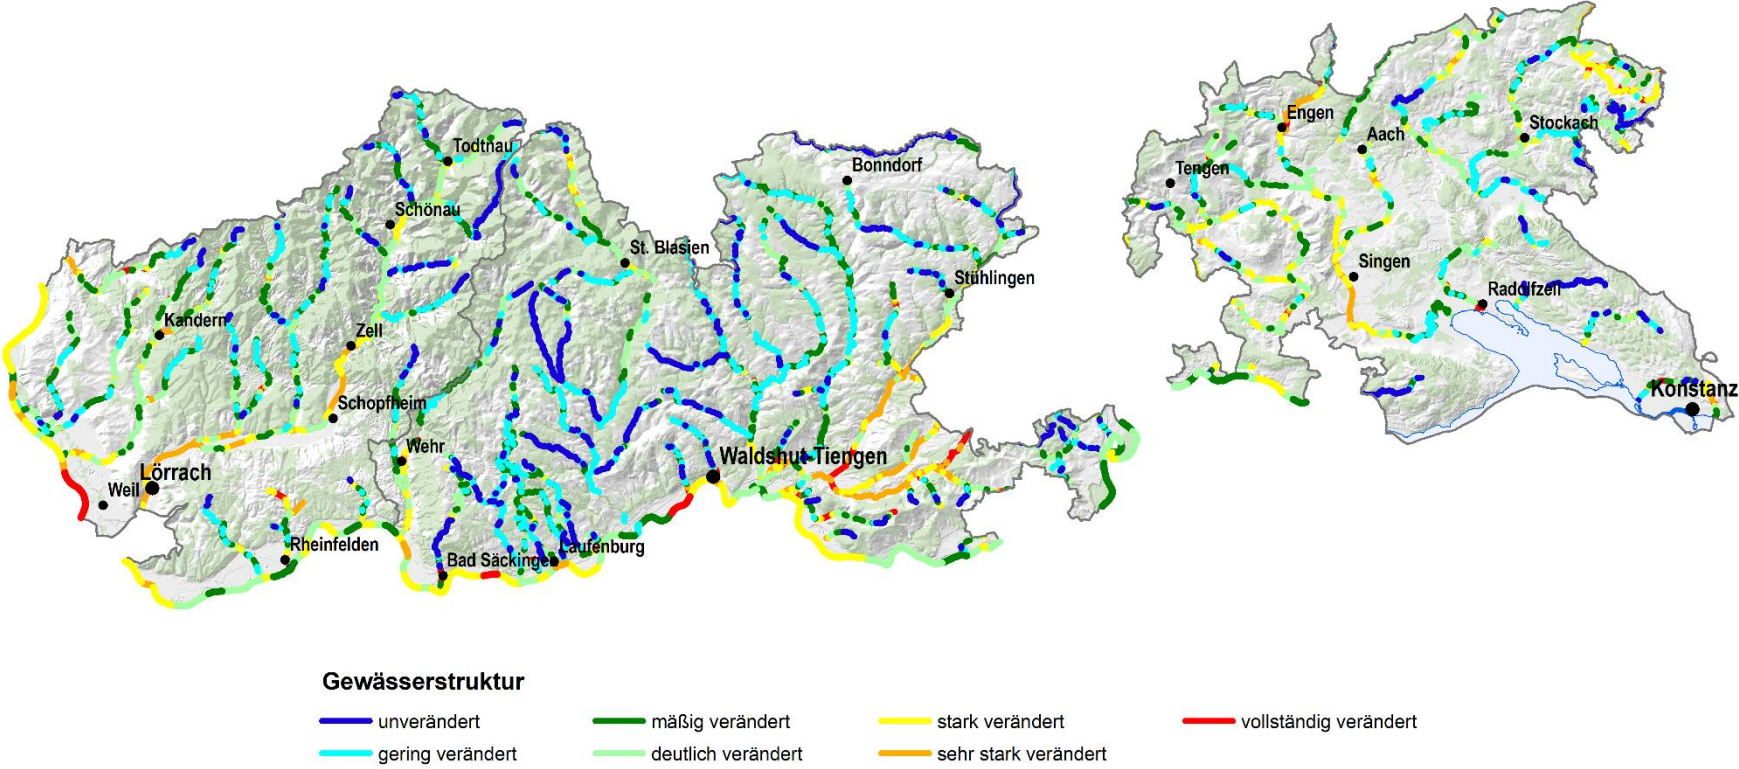 Engen
Aach
Stockach
Todtnau
Bonndorf
Tengen
Schönau
St. Blasien
Singen
Stühlingen
Radolfzell
Kandern
Zell
Konstanz
Schopfheim
Wehr
Waldshut-Tiengen
Lörrach
Weil
Rheinfelden
Laufenburg
Bad Säckingen
Gewässerstruktur
unverändert
mäßig verändert
stark verändert
vollständig verändert
gering verändert
deutlich verändert
sehr stark verändert